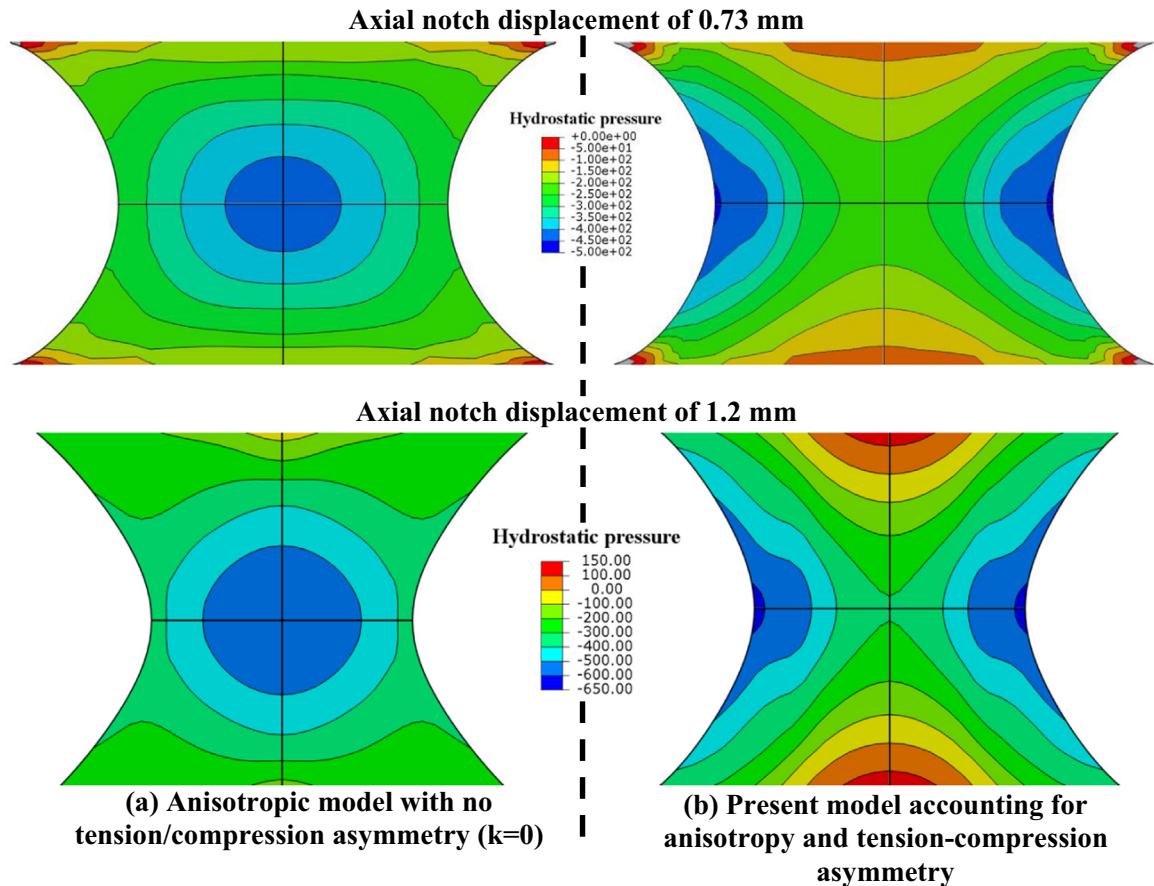 Axial notch displacement of 0.73 mm
Hydrostatic pressure
+0.00e+00
-5.00e+01
-1.00e+02
-1.50e+02
-2.00e+02
-2.50e+02
-3.00e+02
-3.50e+02
-4.00e+02
-4.50e+02
-5.00e+02
Axial notch displacement of 1.2 mm
Hydrostatic pressure
150.00
100.00
0.00
-100.00
-200.00
-300.00
-400.00
-500.00
-600.00
-650.00
(a) Anisotropic model with no
tension/compression asymmetry (k=0)
(b) Present model accounting for
anisotropy and tension-compression
asymmetry